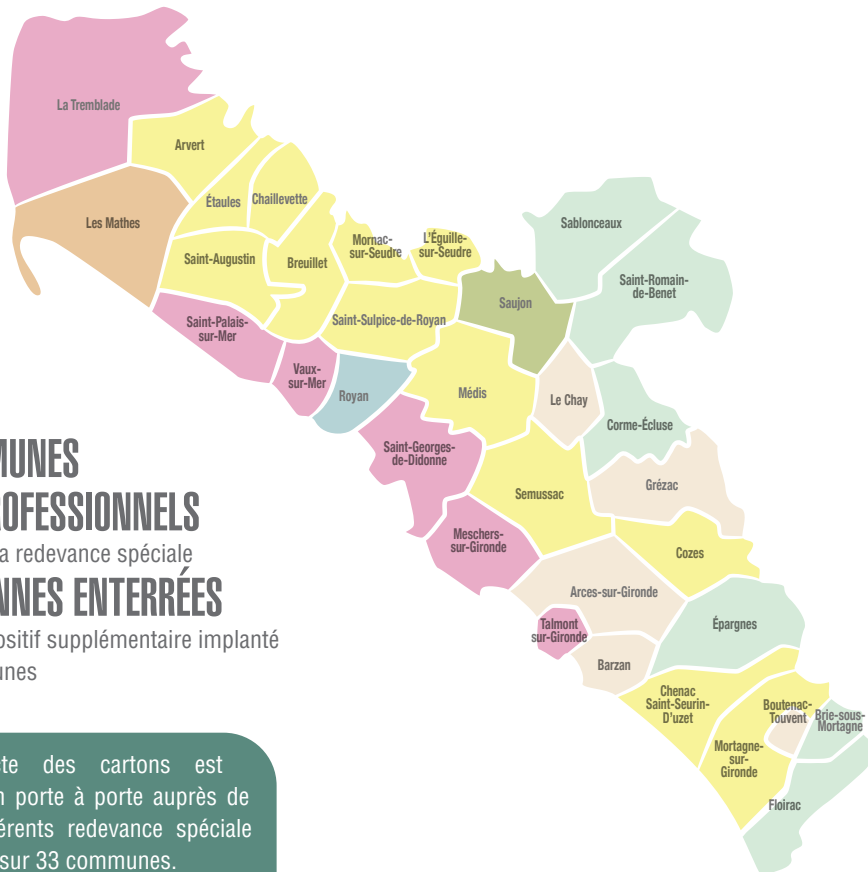 La Tremblade
Arvert
Étaules
Chaillevette
Les Mathes
Saint-Augustin
Breuillet
Mornac-
sur-Seudre
L'Éguille-
sur-Seudre
Sablonceaux
Saint-Romain-
de-Benet
Saujon
Saint-Sulpice-de-Royan
Saint-Palais-
sur-Mer
Vaux-
sur-Mer
Royan
Médis
Le Chay
Corme-Écluse
Saint-Georges-
de-Didonne
Semussac
Grézac
Meschers-
sur-Gironde
Cozes
Arces-sur-Gironde
Talmont
sur-Gironde
Épargnes
Barzan
Chenac
Saint-Seurin-
D'uzet
Boutenac-
Touvent
Brie-sous-
Mortagne
Mortagne-
sur-
Gironde
Floirac
MUNES
OFESSIONNELS
a redevance spéciale
NNES ENTERRÉES
ositif supplémentaire implanté
unes
cte des cartons est
n porte à porte auprès de
érents redevance spéciale
sur 33 communes.